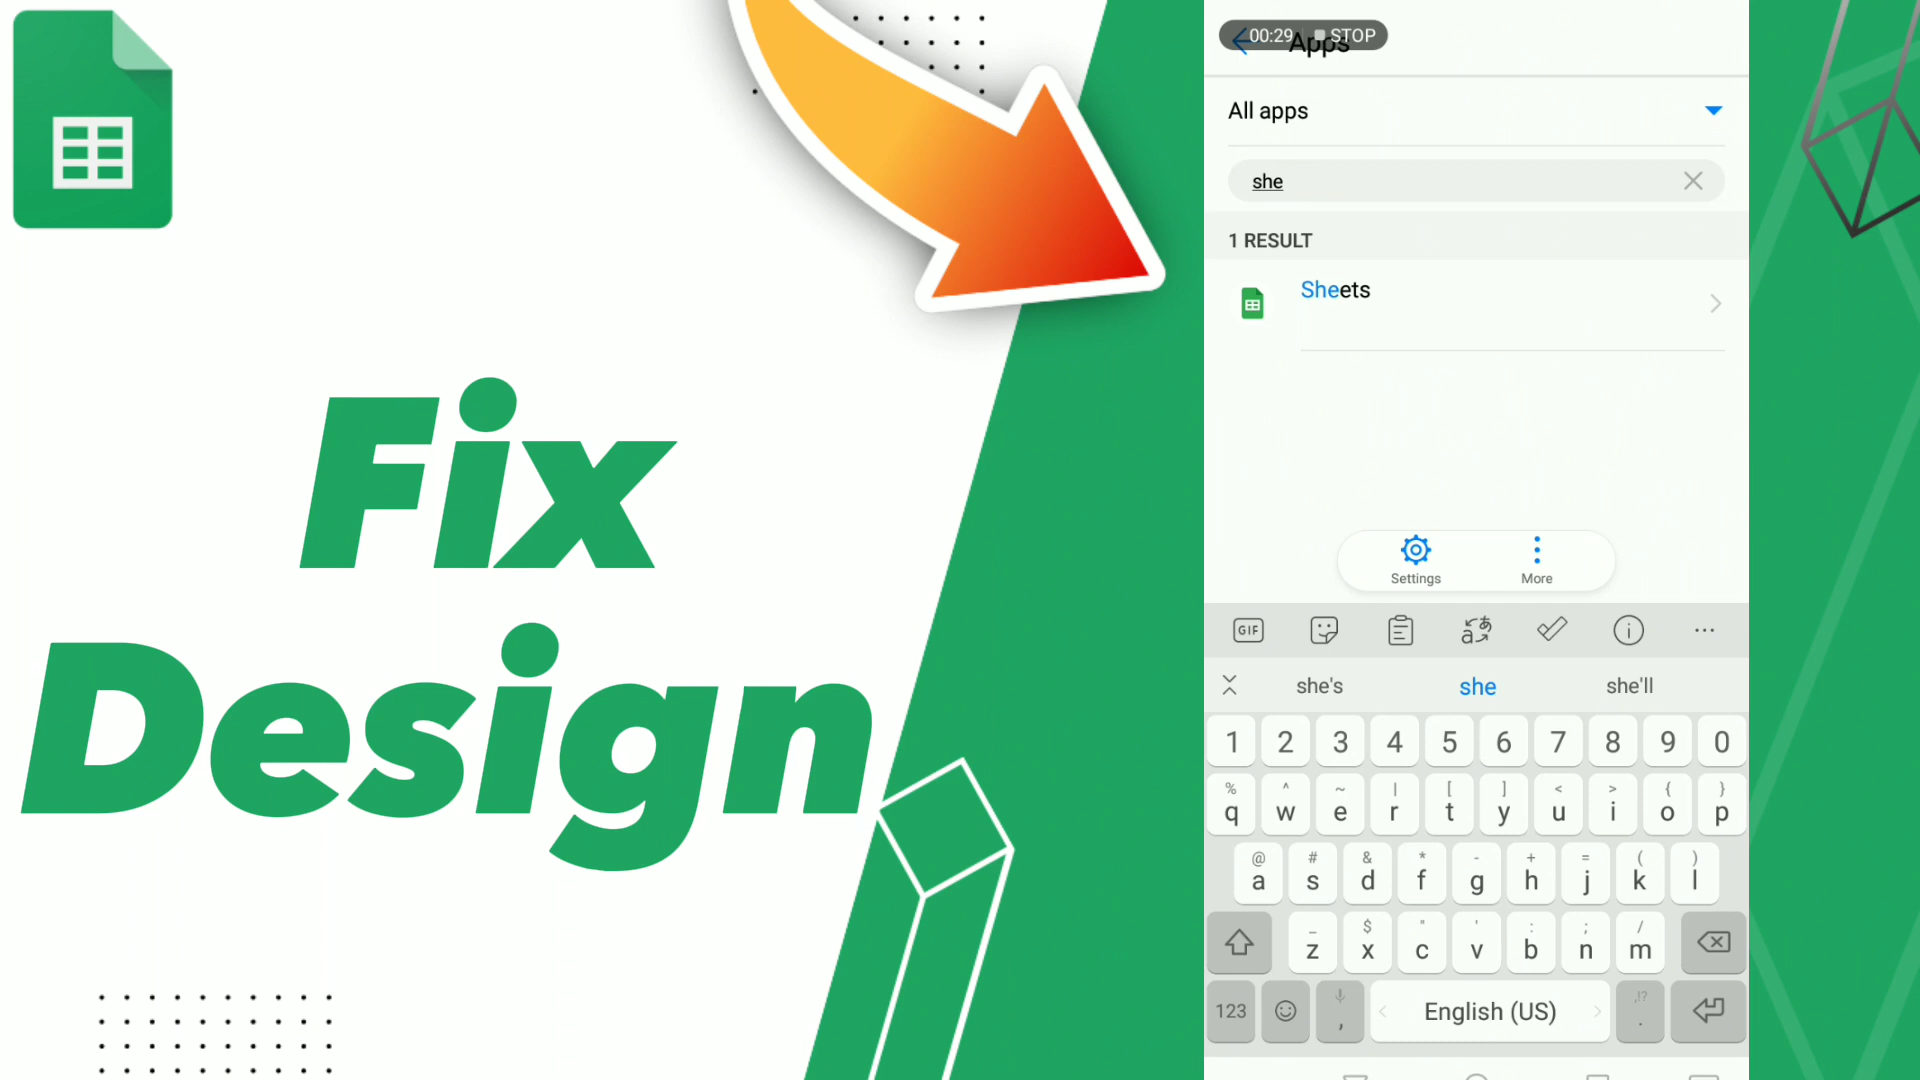 Fix
Design
00:29 STOP
Apps
All apps
she
1 RESULT
Sheets
Settings
More
GIF
she's she she'll
1 2 3 4 5 6 7 8 9 0
% ^ ~ | [ ] < > { }
q w e r t y u i o p
@ # & * - + = ( )
a s d f g h j k l
_ $ " ' : ; /
z x c v b n m
123 , English (US) ,!? .